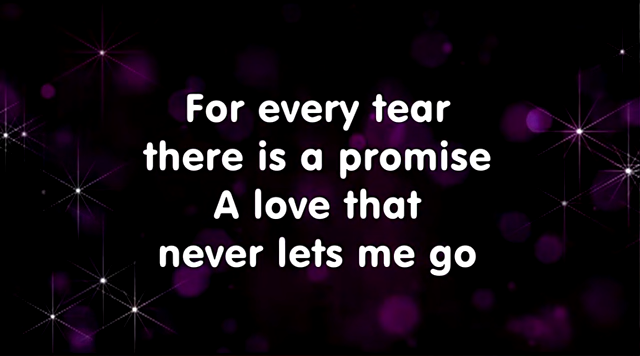 For every tear
there is a promise
A love that
never lets me go